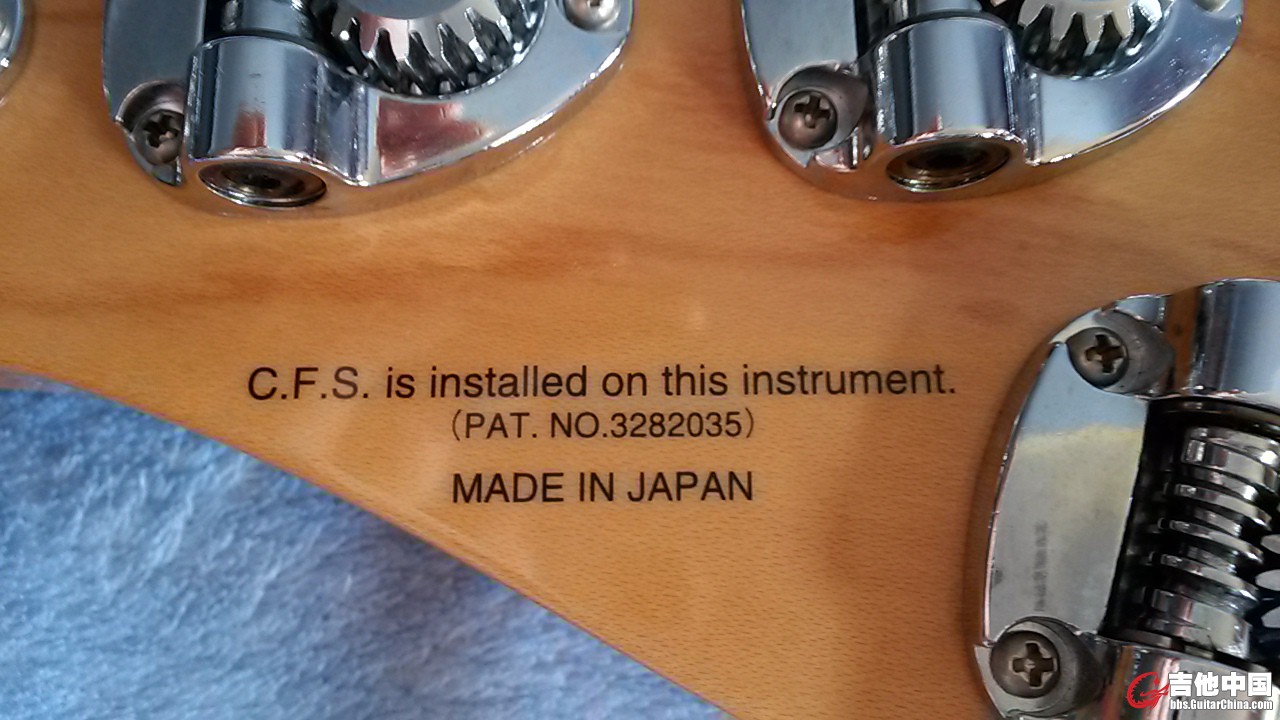 C.F.S. is installed on this instrument.
(PAT. NO.3282035)
MADE IN JAPAN
吉他中国
bbs.GuitarChina.com